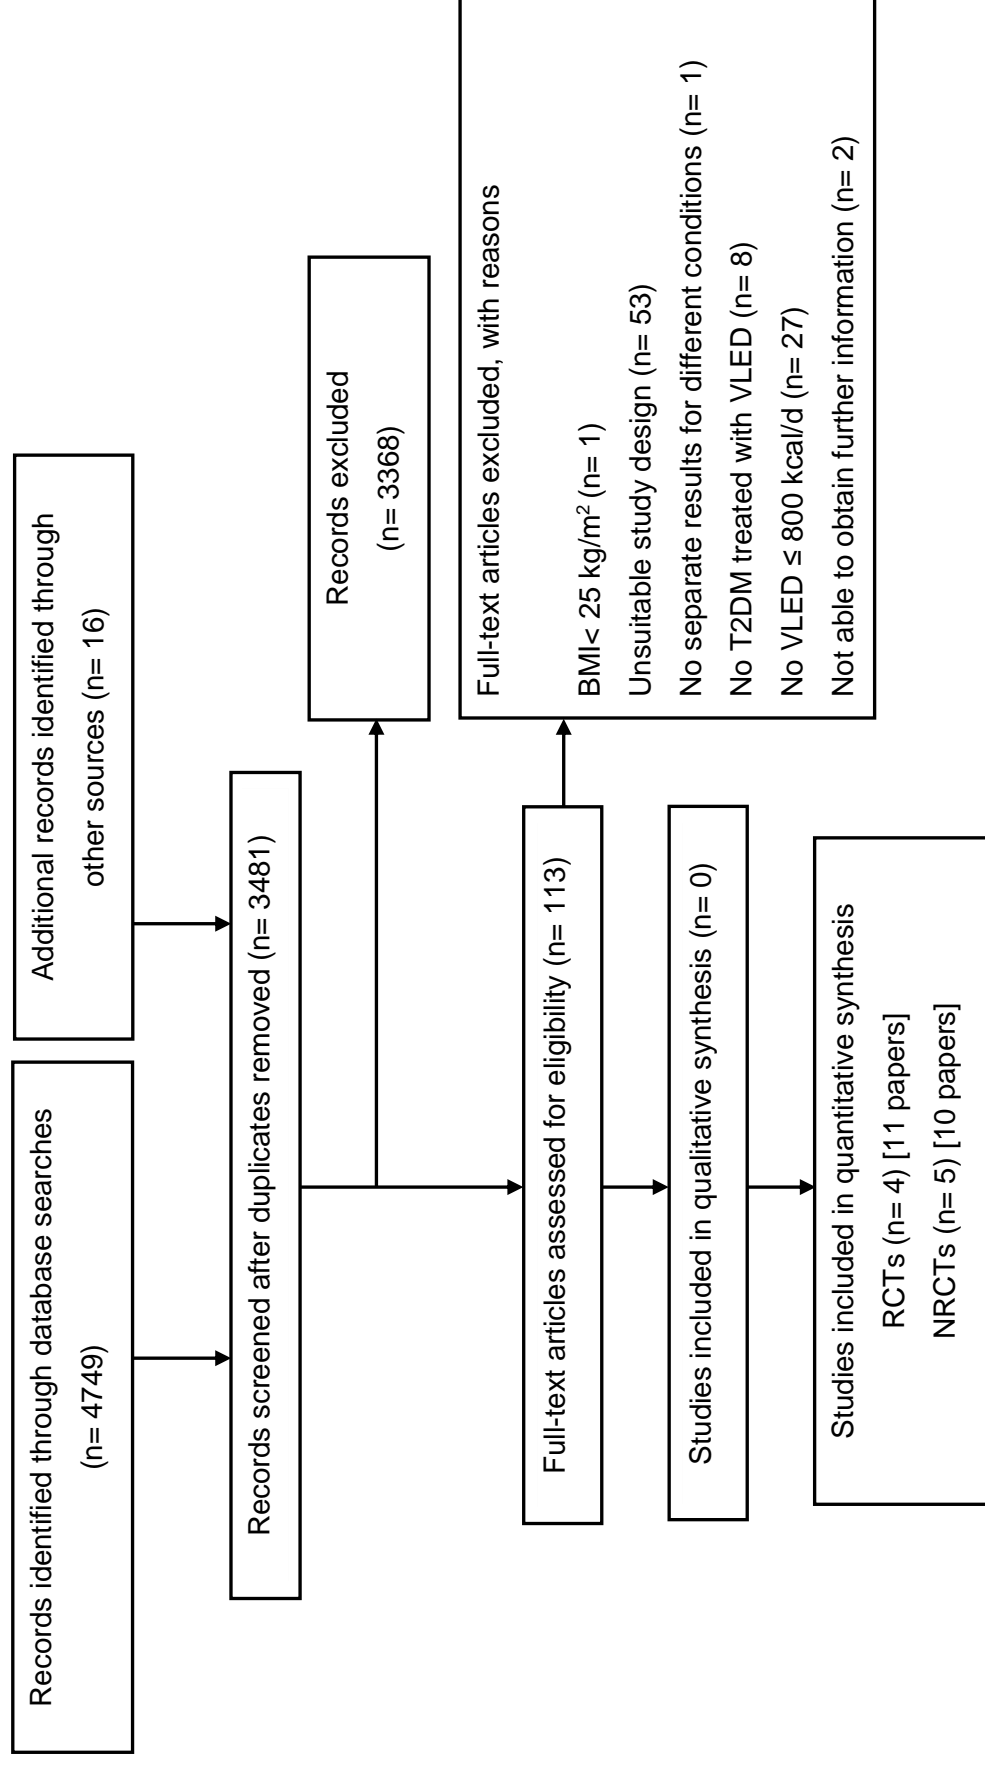 Records identified through database searches
(n= 4749)
Additional records identified through
other sources (n= 16)
Records screened after duplicates removed (n= 3481)
Records excluded
(n= 3368)
Full-text articles assessed for eligibility (n= 113)
Full-text articles excluded, with reasons
BMI< 25 kg/m² (n= 1)
Unsuitable study design (n= 53)
No separate results for different conditions (n= 1)
No T2DM treated with VLED (n= 8)
No VLED ≤ 800 kcal/d (n= 27)
Not able to obtain further information (n= 2)
Studies included in qualitative synthesis (n= 0)
Studies included in quantitative synthesis
RCTs (n= 4) [11 papers]
NRCTs (n= 5) [10 papers]